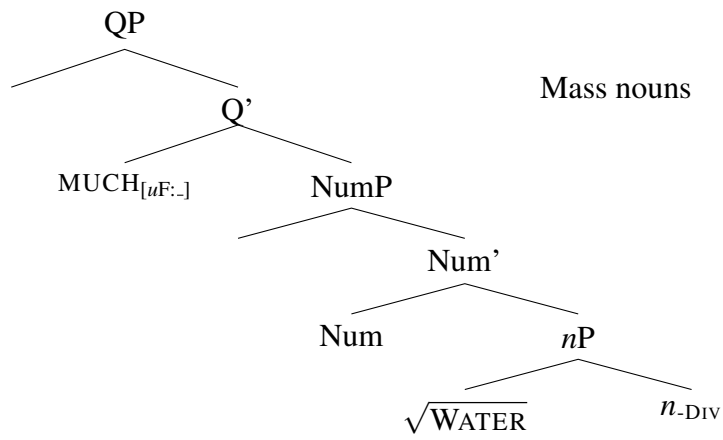 QP
Mass nouns
Q’
MUCH[uF:_]
NumP
Num’
Num
nP
√WATER
n-DIV